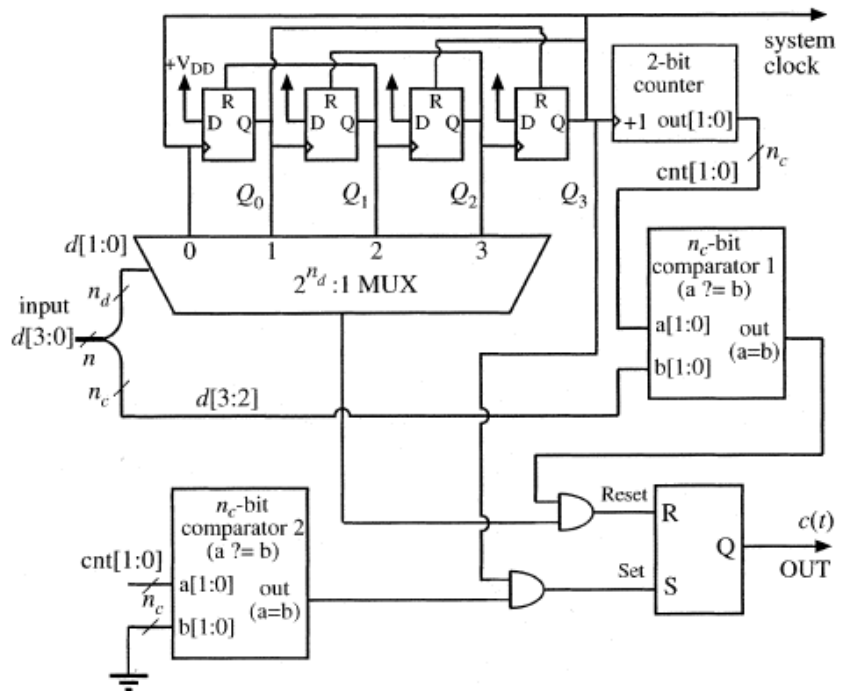 system
clock
+V_DD
R
D Q
R
D Q
R
D Q
R
D Q
2-bit
counter
+1 out[1:0]
n_c
cnt[1:0]
Q_0
Q_1
Q_2
Q_3
d[1:0]
0 1 2 3
2^{n_d} :1 MUX
n_d
input
d[3:0]
n
n_c
d[3:2]
n_c-bit
comparator 1
(a ?= b)
a[1:0]
out
(a=b)
b[1:0]
n_c-bit
comparator 2
(a ?= b)
cnt[1:0]
n_c
a[1:0]
out
(a=b)
b[1:0]
Reset
Set
R
Q
S
c(t)
OUT